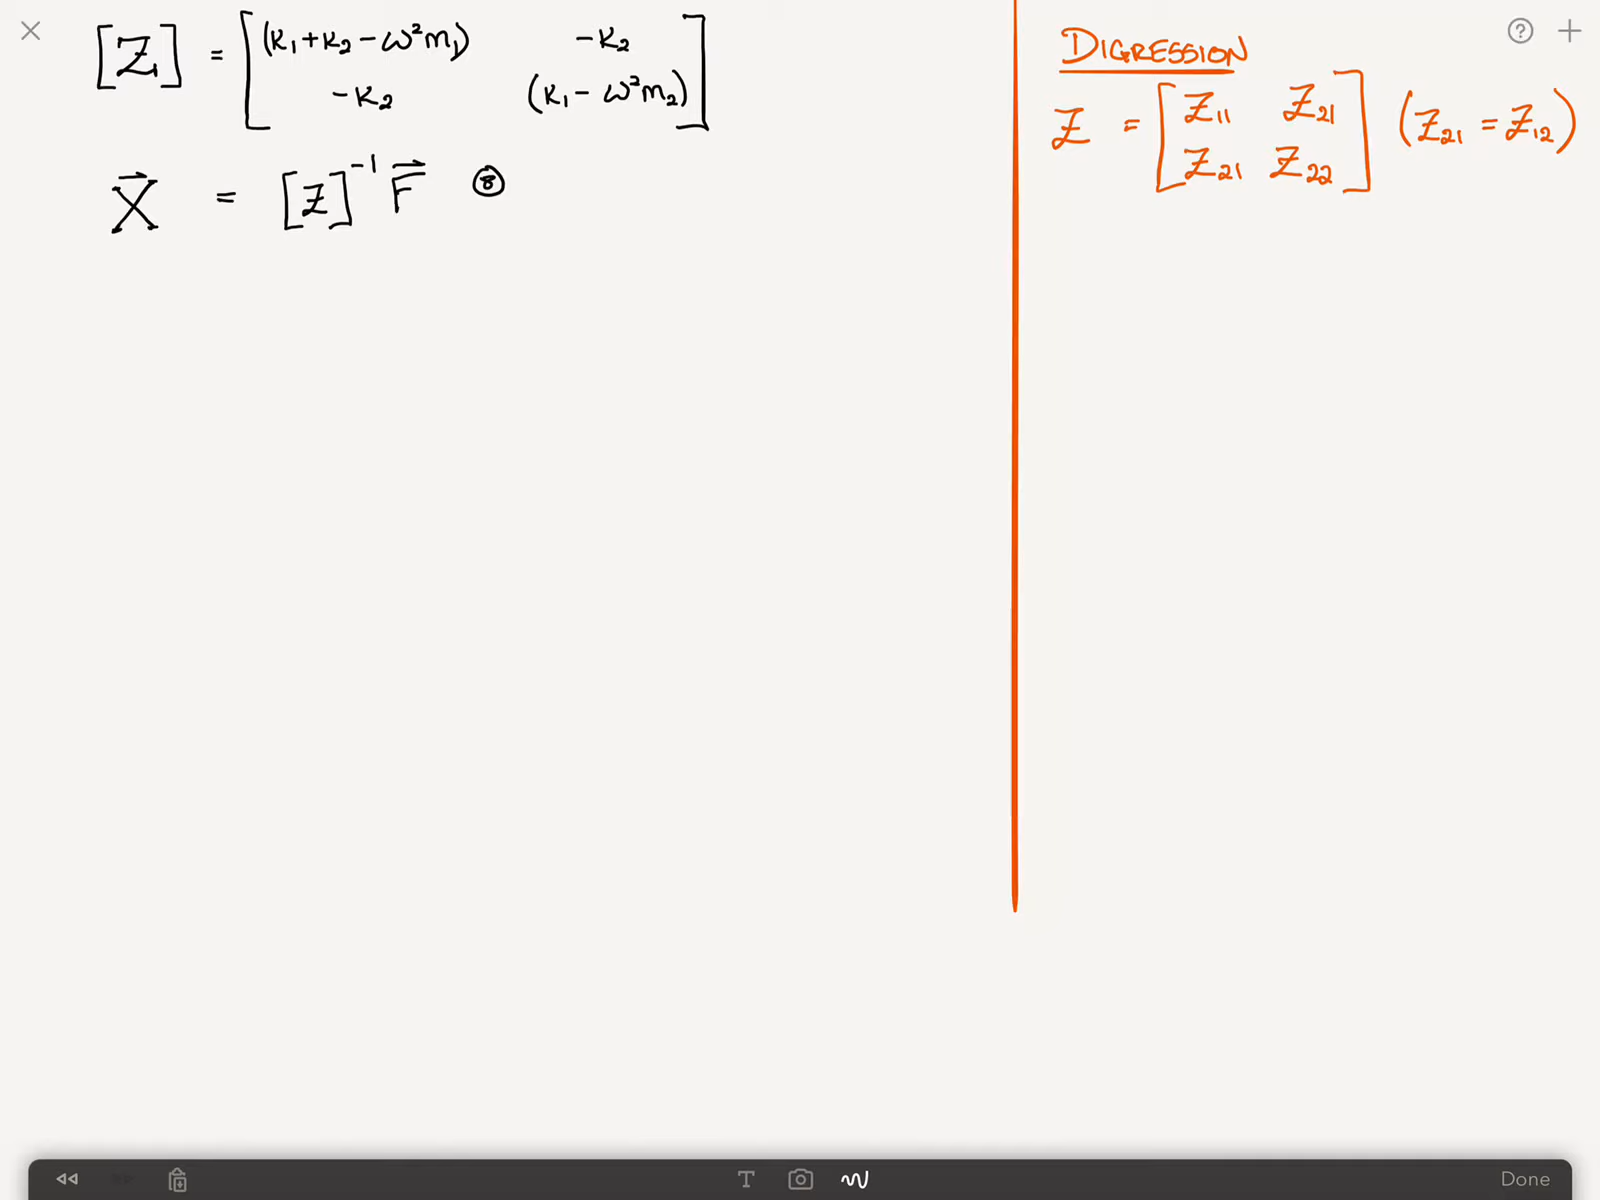 [Z] = [(k₁+k₂-ω²m₁) -k₂
-k₂ (k₁-ω²m₂)]
X⃗ = [Z]⁻¹ F⃗ ⑧
DIGRESSION
Z = [Z₁₁ Z₂₁ (Z₂₁ = Z₁₂)
Z₂₁ Z₂₂]
T
Done